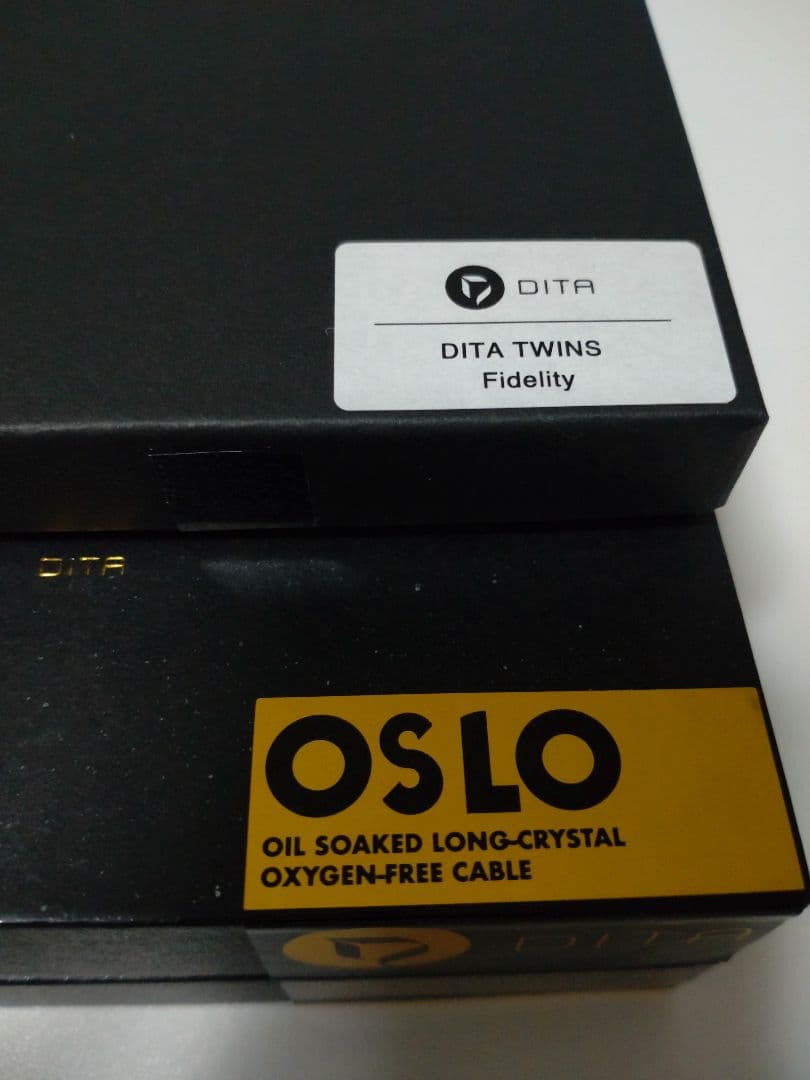 DITA
DITA TWINS
Fidelity
DITA
OSLO
OIL SOAKED LONG-CRYSTAL
OXYGEN-FREE CABLE
DITA